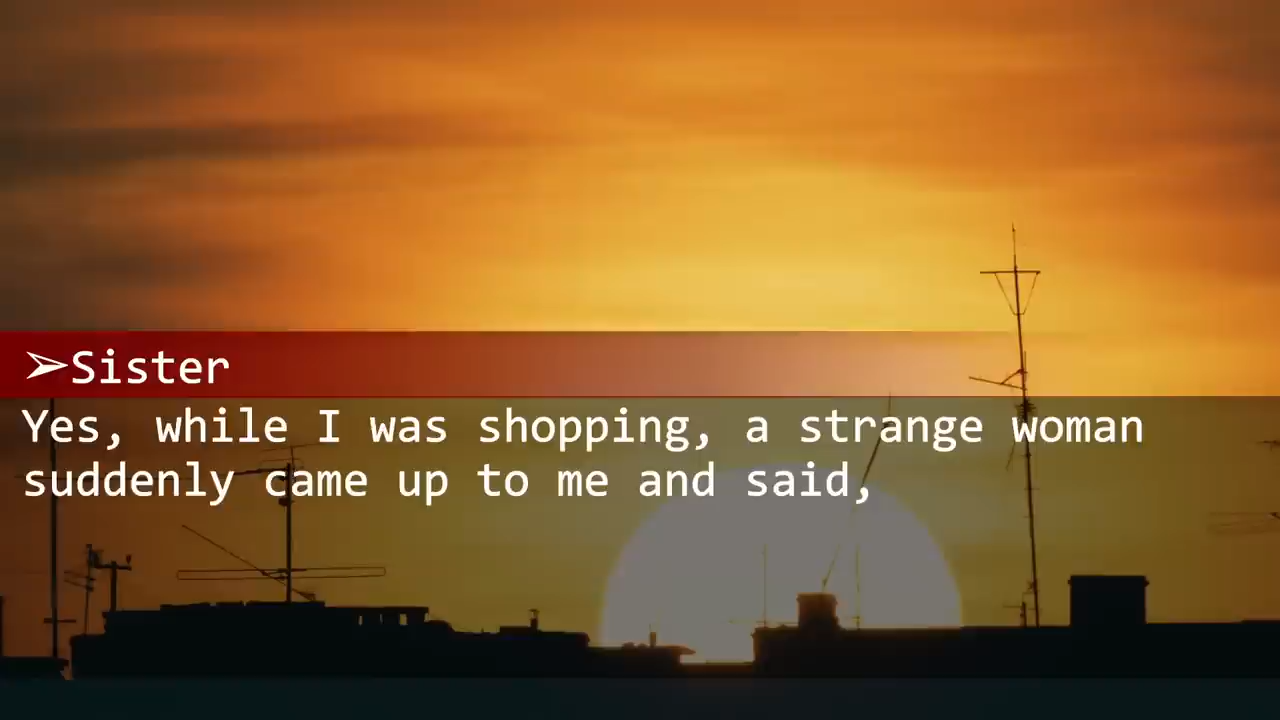 ➢Sister
Yes, while I was shopping, a strange woman
suddenly came up to me and said,